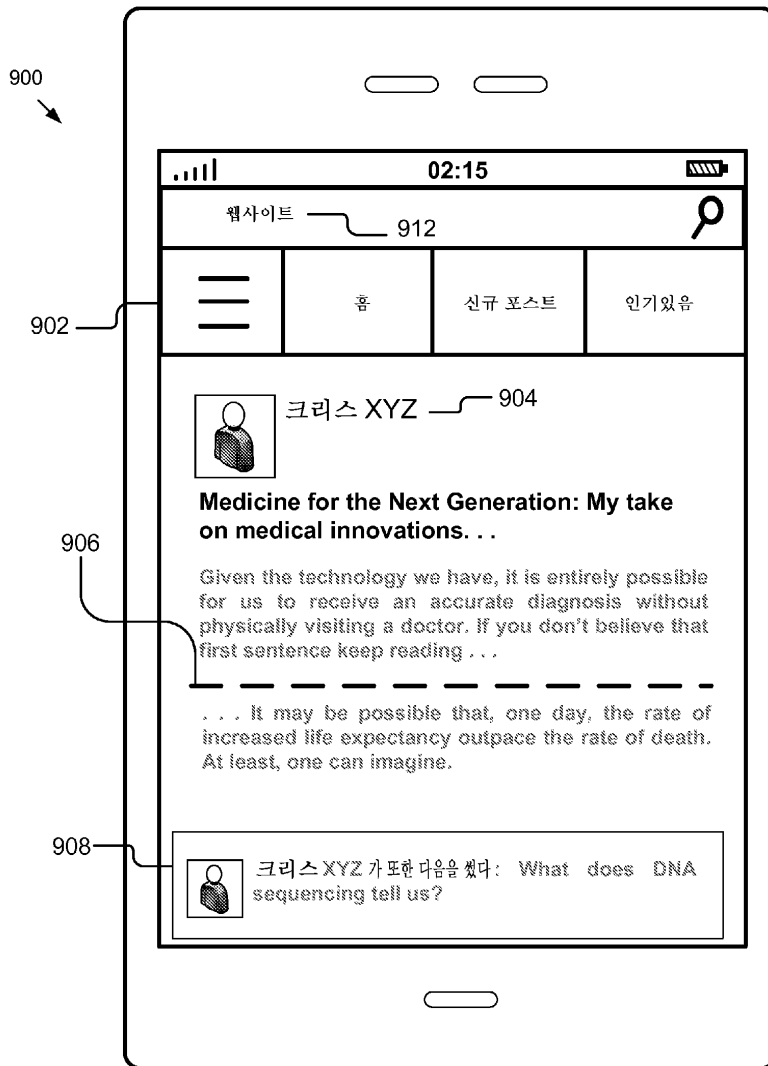 900
02:15
웹사이트
912
902
홈
신규 포스트
인기있음
크리스 XYZ
904
Medicine for the Next Generation: My take
on medical innovations. . .
906
Given the technology we have, it is entirely possible
for us to receive an accurate diagnosis without
physically visiting a doctor. If you don't believe that
first sentence keep reading . . .
. . . It may be possible that, one day, the rate of
increased life expectancy outpace the rate of death.
At least, one can imagine.
908
크리스 XYZ 가 또한 다음을 썼다: What does DNA
sequencing tell us?